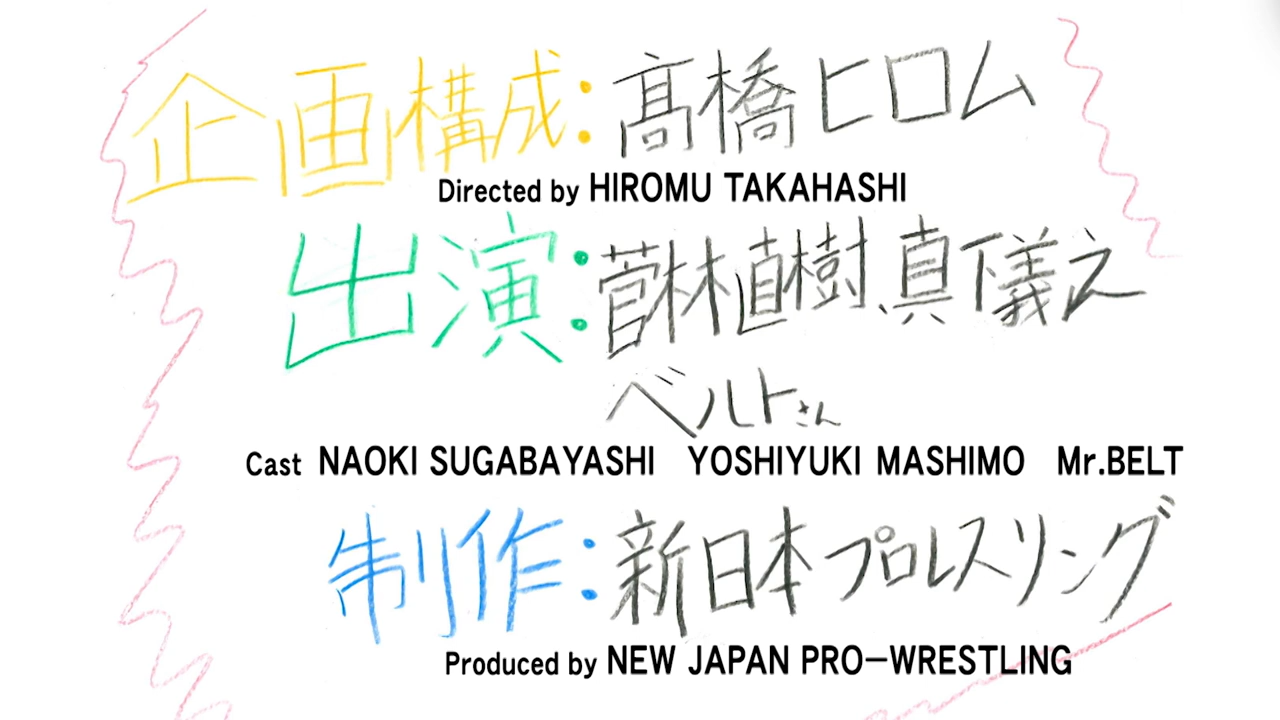 企画構成:髙橋ヒロム
Directed by HIROMU TAKAHASHI
出演:菅林直樹、真下義之
ベルトさん
Cast NAOKI SUGABAYASHI YOSHIYUKI MASHIMO Mr.BELT
制作:新日本プロレスリング
Produced by NEW JAPAN PRO-WRESTLING